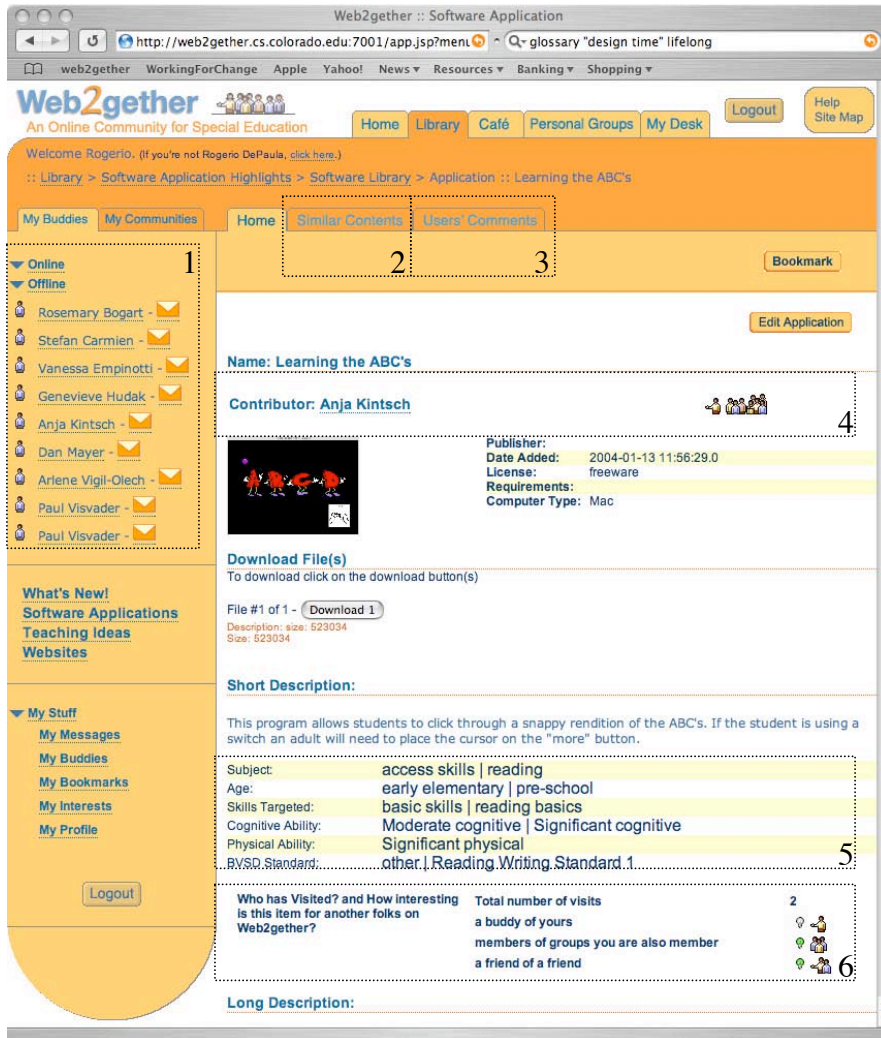 Web2gether :: Software Application
http://web2gether.cs.colorado.edu:7001/app.jsp?menu
glossary "design time" lifelong
web2gether WorkingForChange Apple Yahoo! News Resources Banking Shopping
Web2gether
An Online Community for Special Education
Home Library Café Personal Groups My Desk
Logout
Help
Site Map
Welcome Rogerio. (If you're not Rogerio DePaula, click here.)
:: Library > Software Application Highlights > Software Library > Application :: Learning the ABC's
My Buddies My Communities
Home Similar Contents Users' Comments
1
2
3
Online
Offline
Rosemary Bogart -
Stefan Carmien -
Vanessa Empinotti -
Genevieve Hudak -
Anja Kintsch -
Dan Mayer -
Arlene Vigil-Olech -
Paul Visvader -
Paul Visvader -
What's New!
Software Applications
Teaching Ideas
Websites
My Stuff
My Messages
My Buddies
My Bookmarks
My Interests
My Profile
Logout
Bookmark
Edit Application
Name: Learning the ABC's
Contributor: Anja Kintsch
4
Publisher:
Date Added: 2004-01-13 11:56:29.0
License: freeware
Requirements:
Computer Type: Mac
Download File(s)
To download click on the download button(s)
File #1 of 1 - Download 1
Description: size: 523034
Size: 523034
Short Description:
This program allows students to click through a snappy rendition of the ABC's. If the student is using a
switch an adult will need to place the cursor on the "more" button.
Subject: access skills | reading
Age: early elementary | pre-school
Skills Targeted: basic skills | reading basics
Cognitive Ability: Moderate cognitive | Significant cognitive
Physical Ability: Significant physical
BVSD Standard: other | Reading Writing Standard 1
5
Who has Visited? and How interesting
is this item for another folks on
Web2gether?
Total number of visits 2
a buddy of yours
members of groups you are also member
a friend of a friend
6
Long Description: